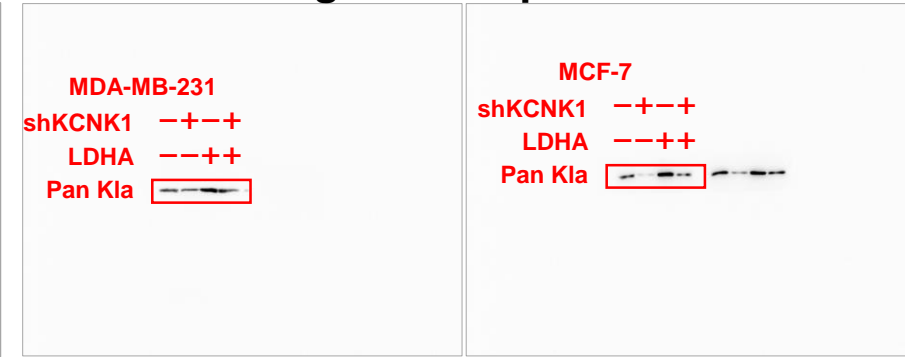 MDA-MB-231
shKCNK1 −+−+
LDHA −−++
Pan Kla
MCF-7
shKCNK1 −+−+
LDHA −−++
Pan Kla